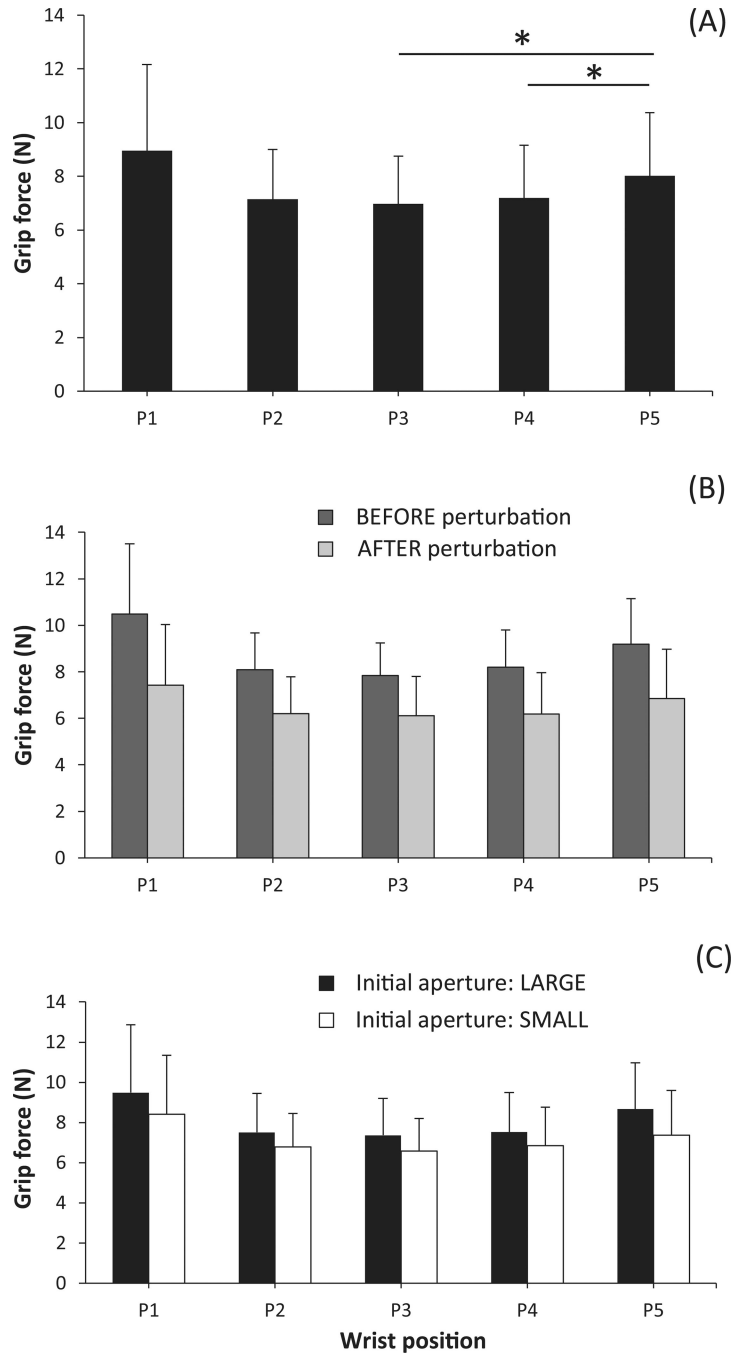 (A)
14
12
10
8
6
4
2
0
Grip force (N)
*
*
P1 P2 P3 P4 P5
(B)
BEFORE perturbation
AFTER perturbation
14
12
10
8
6
4
2
0
Grip force (N)
P1 P2 P3 P4 P5
(C)
Initial aperture: LARGE
Initial aperture: SMALL
14
12
10
8
6
4
2
0
Grip force (N)
P1 P2 P3 P4 P5
Wrist position